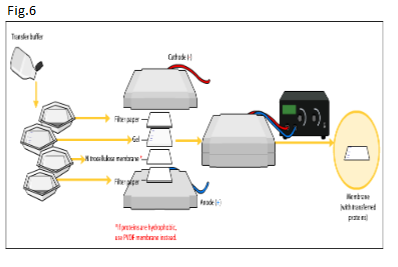 Fig.6
Transfer buffer
Cathode (-)
Filter paper
Gel
Nitrocellulose membrane *
Filter paper
Anode (+)
Membrane
(with transferred
proteins)
*If proteins are hydrophobic,
use PVDF membrane instead.